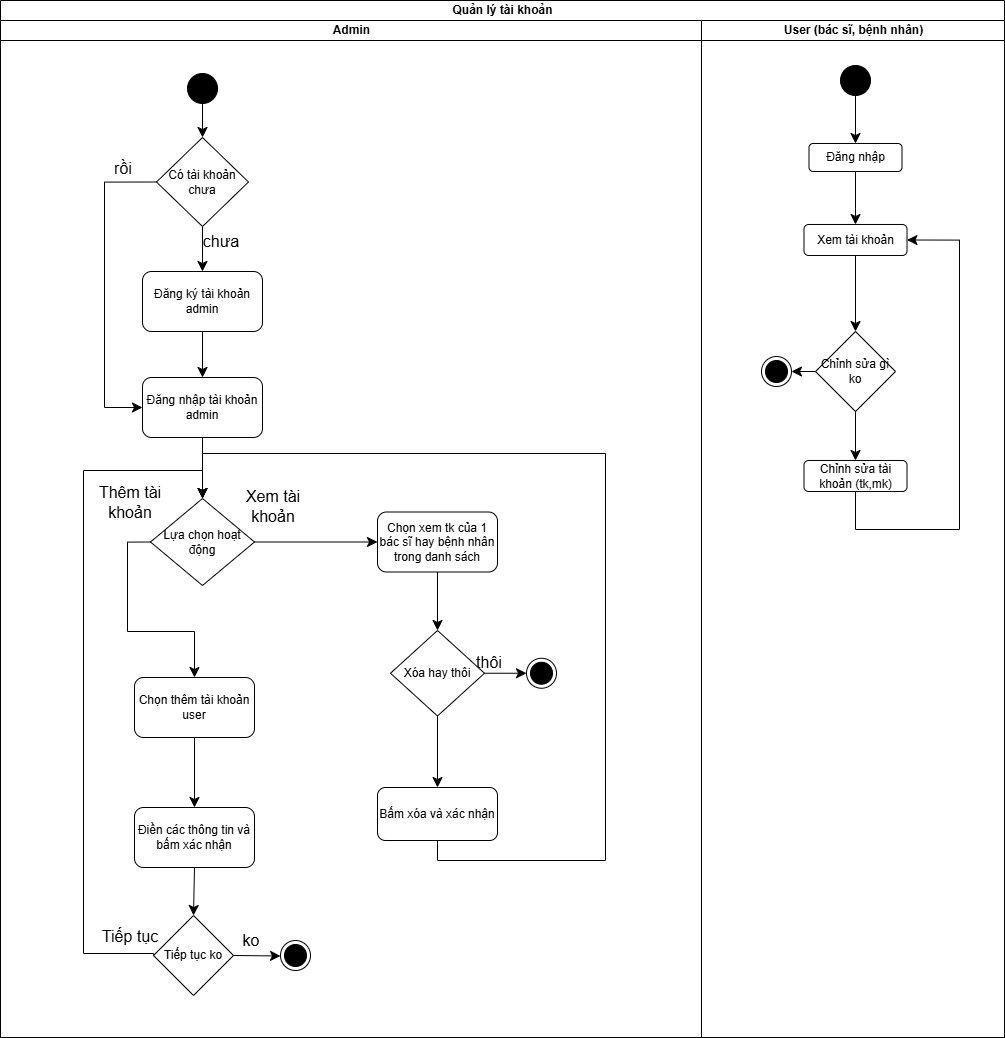 Quản lý tài khoản
Admin
User (bác sĩ, bệnh nhân)
rồi
Có tài khoản
chưa
chưa
Đăng ký tài khoản
admin
Đăng nhập tài khoản
admin
Thêm tài
khoản
Xem tài
khoản
Lựa chọn hoạt
động
Chọn xem tk của 1
bác sĩ hay bệnh nhân
trong danh sách
Xóa hay thôi
thôi
Chọn thêm tài khoản
user
Bấm xóa và xác nhận
Điền các thông tin và
bấm xác nhận
Tiếp tục
Tiếp tục ko
ko
Đăng nhập
Xem tài khoản
Chỉnh sửa gì
ko
Chỉnh sửa tài
khoản (tk,mk)